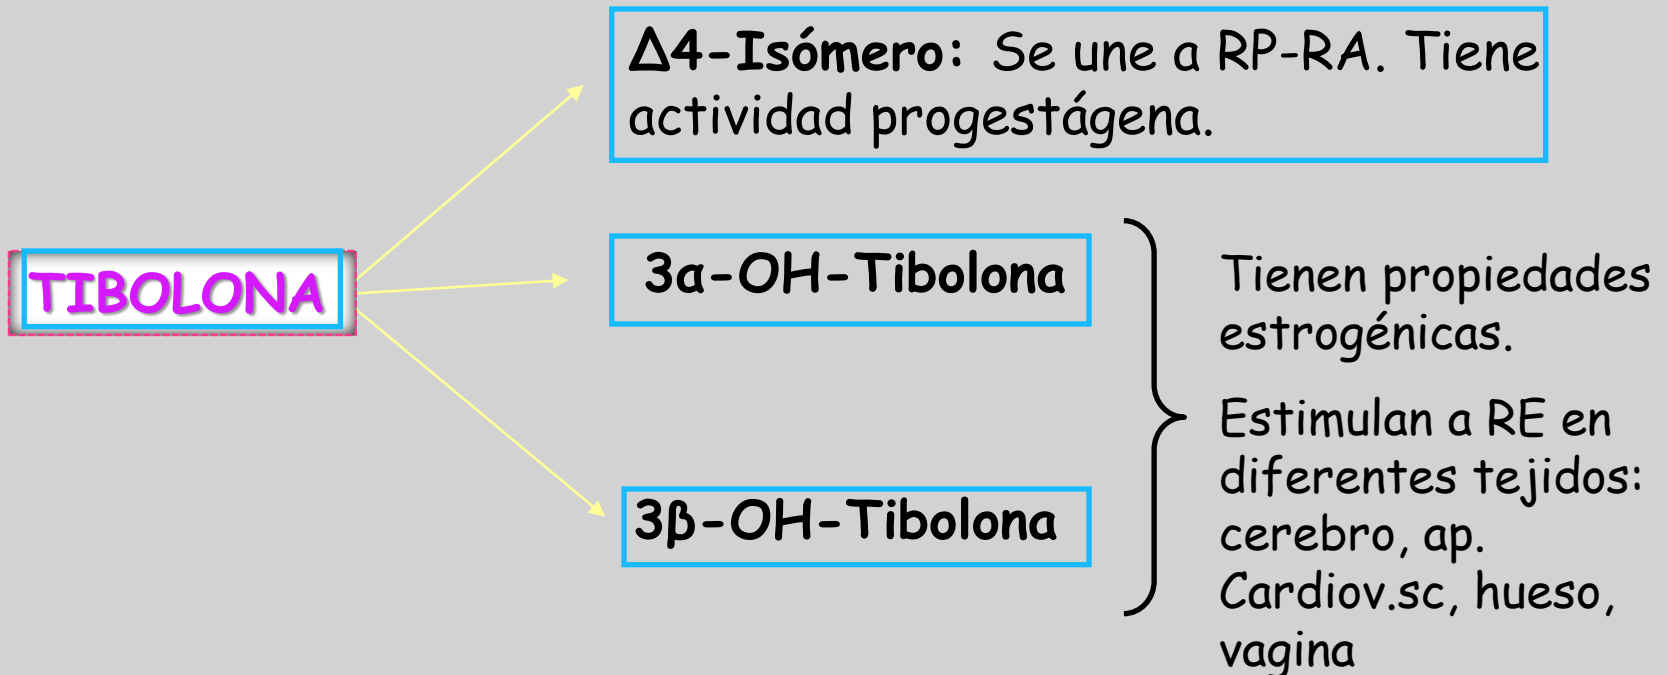 Δ4-Isómero: Se une a RP-RA. Tiene
actividad progestágena.
TIBOLONA
3α-OH-Tibolona
3β-OH-Tibolona
Tienen propiedades
estrogénicas.
Estimulan a RE en
diferentes tejidos:
cerebro, ap.
Cardiov.sc, hueso,
vagina